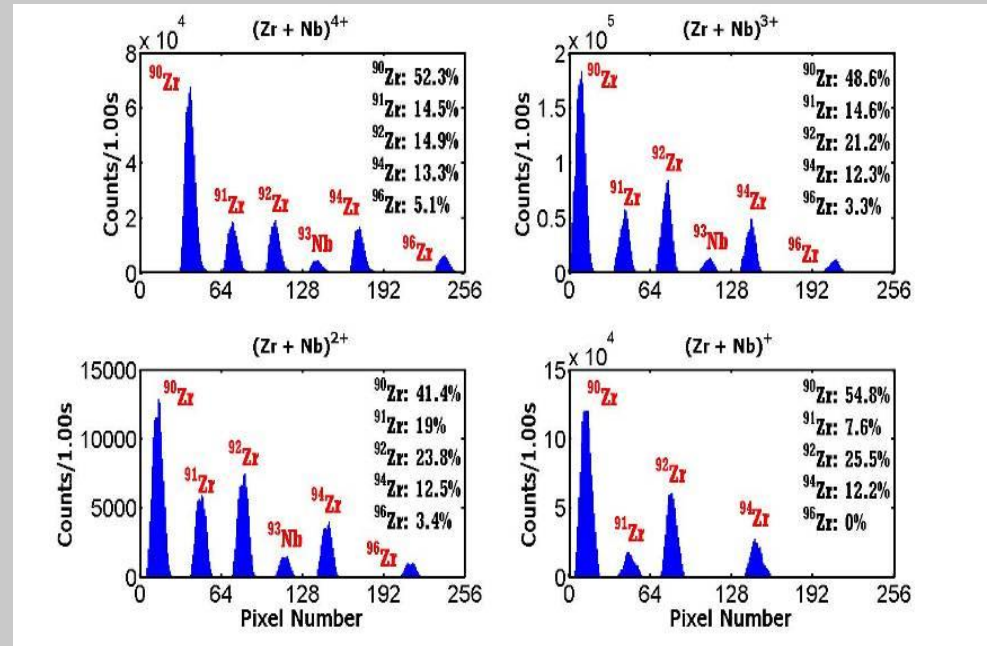 x 10⁴
(Zr + Nb)⁴⁺
8
6
4
2
0
Counts/1.00s
⁹⁰Zr
⁹¹Zr
⁹²Zr
⁹³Nb
⁹⁴Zr
⁹⁶Zr
⁹⁰Zr: 52.3%
⁹¹Zr: 14.5%
⁹²Zr: 14.9%
⁹⁴Zr: 13.3%
⁹⁶Zr: 5.1%
0 64 128 192 256
x 10⁵
(Zr + Nb)³⁺
2
1.5
1
0.5
0
Counts/1.00s
⁹⁰Zr
⁹¹Zr
⁹²Zr
⁹³Nb
⁹⁴Zr
⁹⁶Zr
⁹⁰Zr: 48.6%
⁹¹Zr: 14.6%
⁹²Zr: 21.2%
⁹⁴Zr: 12.3%
⁹⁶Zr: 3.3%
0 64 128 192 256
(Zr + Nb)²⁺
15000
10000
5000
0
Counts/1.00s
⁹⁰Zr
⁹¹Zr
⁹²Zr
⁹³Nb
⁹⁴Zr
⁹⁶Zr
⁹⁰Zr: 41.4%
⁹¹Zr: 19%
⁹²Zr: 23.8%
⁹⁴Zr: 12.5%
⁹⁶Zr: 3.4%
0 64 128 192 256
Pixel Number
x 10⁴
(Zr + Nb)⁺
15
10
5
0
Counts/1.00s
⁹⁰Zr
⁹¹Zr
⁹²Zr
⁹⁴Zr
⁹⁰Zr: 54.8%
⁹¹Zr: 7.6%
⁹²Zr: 25.5%
⁹⁴Zr: 12.2%
⁹⁶Zr: 0%
0 64 128 192 256
Pixel Number